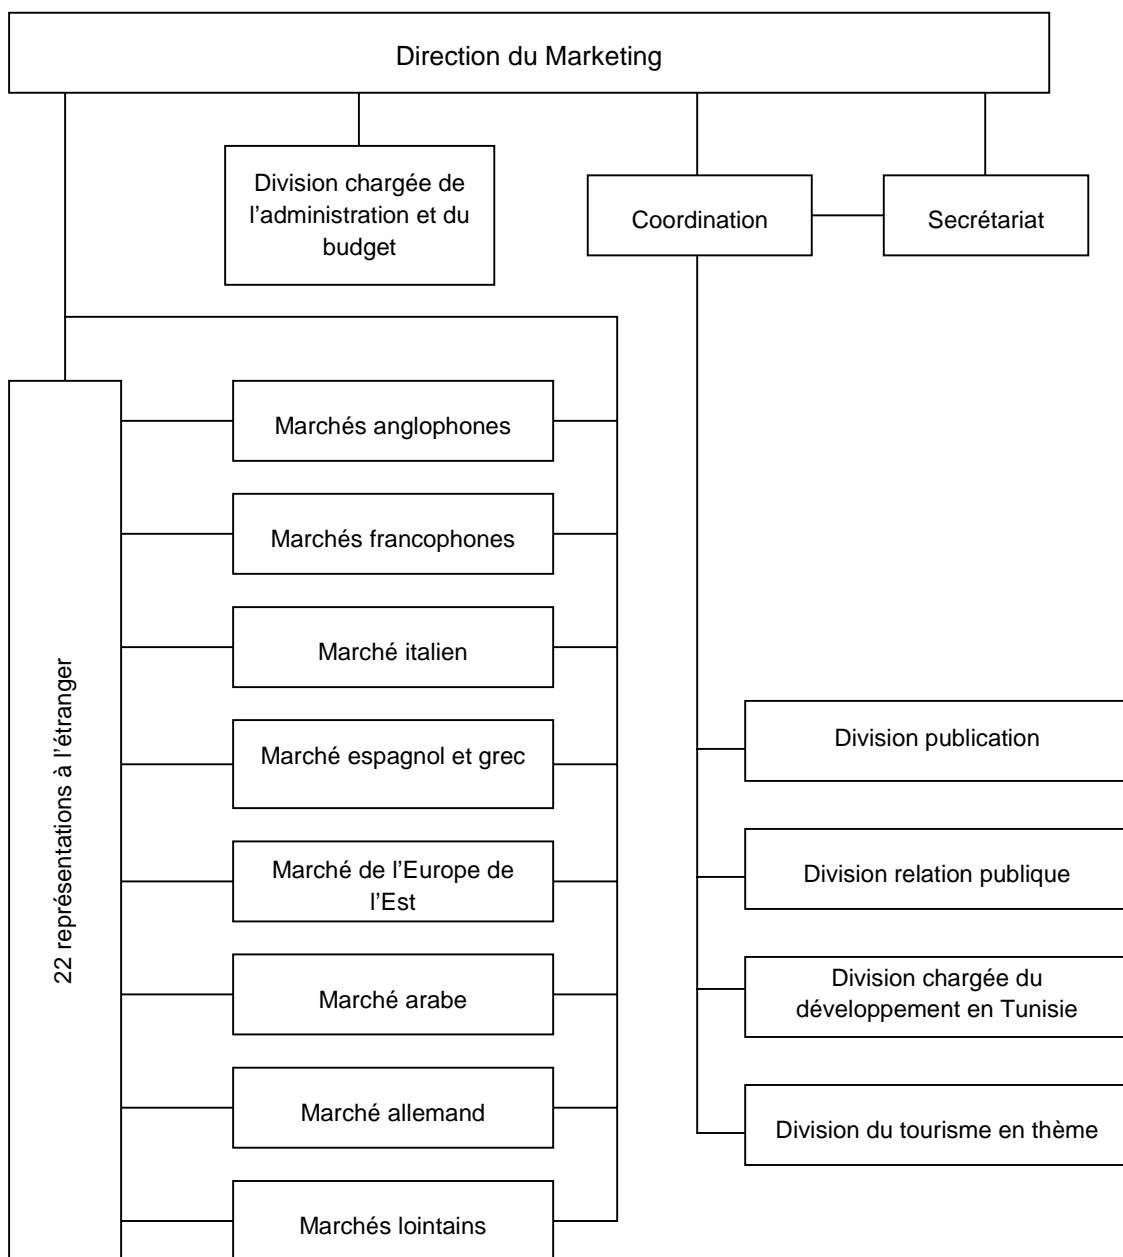 Direction du Marketing
Division chargée de
l’administration et du
budget
Coordination
Secrétariat
22 représentations à l’étranger
Marchés anglophones
Marchés francophones
Marché italien
Marché espagnol et grec
Marché de l’Europe de
l’Est
Marché arabe
Marché allemand
Marchés lointains
Division publication
Division relation publique
Division chargée du
développement en Tunisie
Division du tourisme en thème